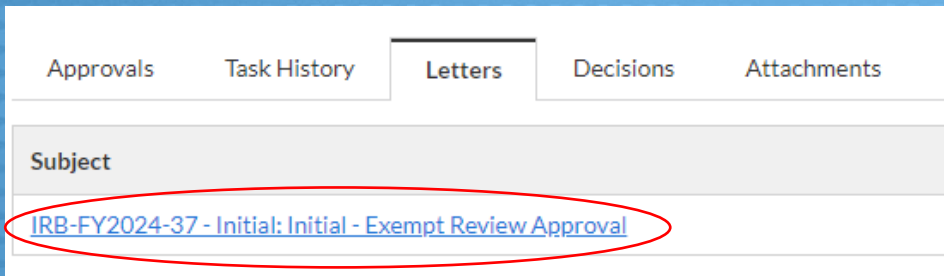 Approvals Task History Letters Decisions Attachments
Subject
IRB-FY2024-37 - Initial: Initial - Exempt Review Approval